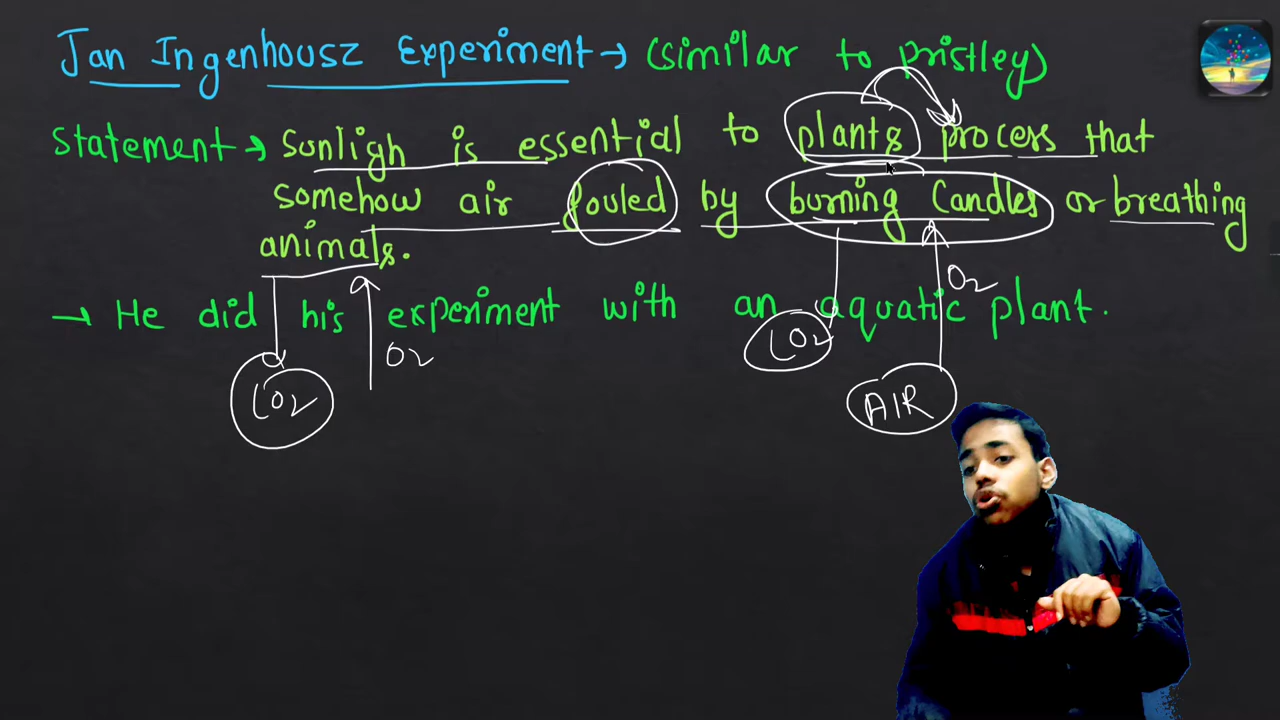 Jan Ingenhousz Experiment → (similar to pristley)
Statement → Sunligh is essential to plants process that
somehow air fouled by burning Candles or breathing
animals.
→ He did his experiment with an aquatic plant.
O2
CO2
O2
CO2
AIR